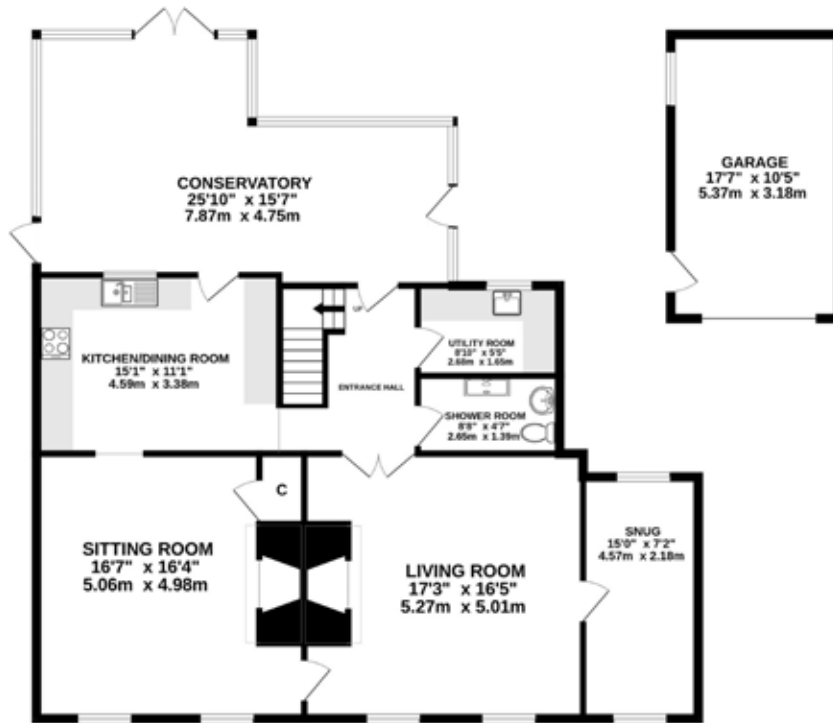 CONSERVATORY
25'10" x 15'7"
7.87m x 4.75m
GARAGE
17'7" x 10'5"
5.37m x 3.18m
KITCHEN/DINING ROOM
15'1" x 11'1"
4.59m x 3.38m
UP
ENTRANCE HALL
UTILITY ROOM
8'10" x 5'5"
2.68m x 1.65m
SHOWER ROOM
8'8" x 4'7"
2.65m x 1.39m
C
SITTING ROOM
16'7" x 16'4"
5.06m x 4.98m
LIVING ROOM
17'3" x 16'5"
5.27m x 5.01m
SNUG
15'0" x 7'2"
4.57m x 2.18m